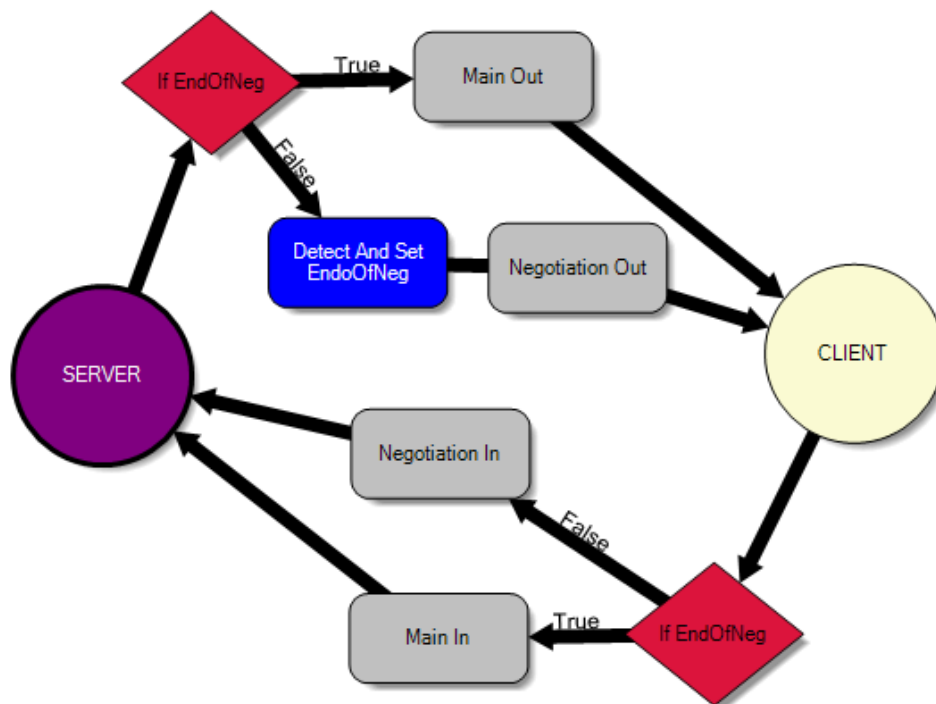 If EndOfNeg
True
Main Out
False
Detect And Set
EndoOfNeg
Negotiation Out
CLIENT
SERVER
Negotiation In
False
True
Main In
If EndOfNeg